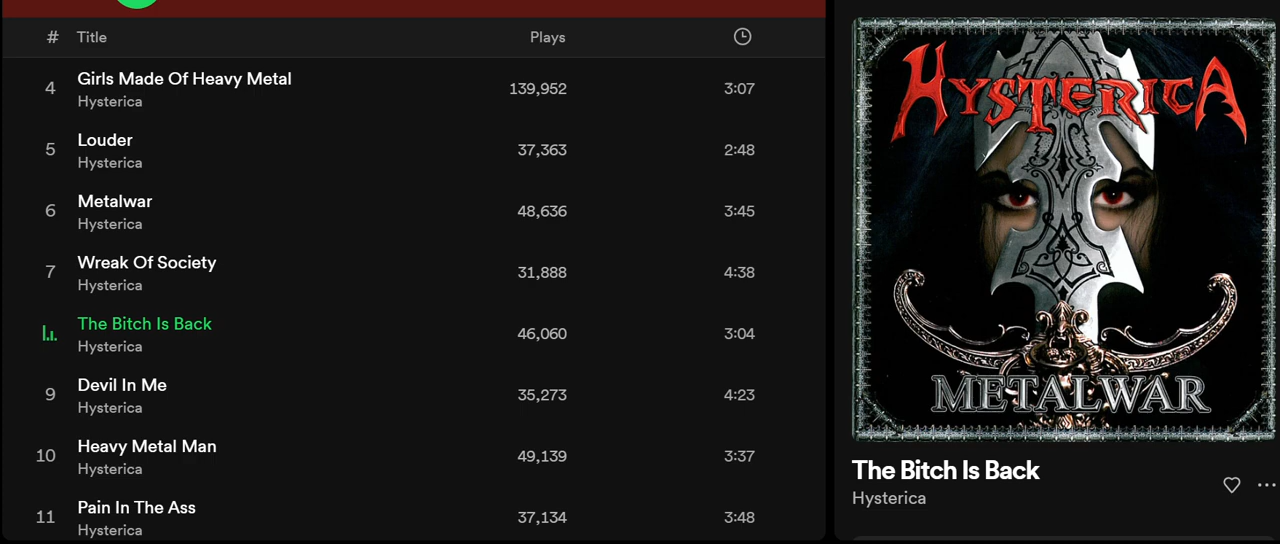 # Title Plays
4 Girls Made Of Heavy Metal 139,952 3:07
Hysterica
5 Louder 37,363 2:48
Hysterica
6 Metalwar 48,636 3:45
Hysterica
7 Wreak Of Society 31,888 4:38
Hysterica
The Bitch Is Back 46,060 3:04
Hysterica
9 Devil In Me 35,273 4:23
Hysterica
10 Heavy Metal Man 49,139 3:37
Hysterica
11 Pain In The Ass 37,134 3:48
Hysterica
HYSTERICA
METALWAR
The Bitch Is Back
Hysterica